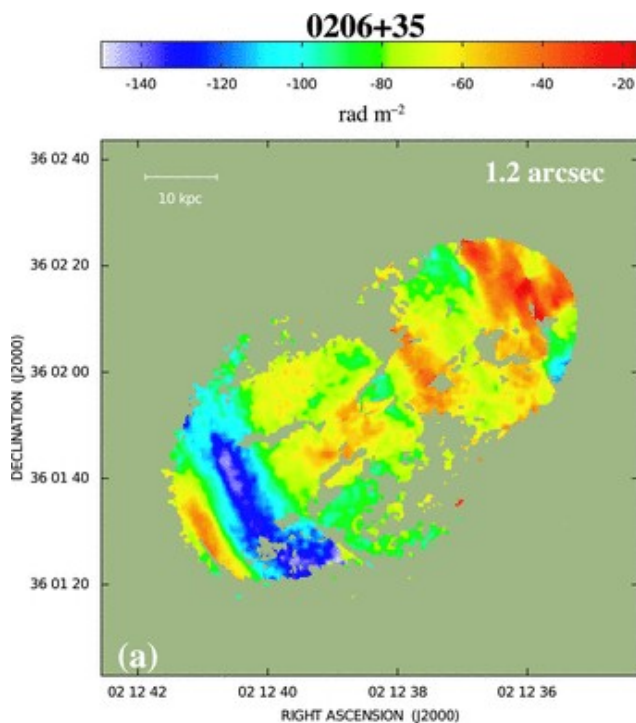 0206+35
-140 -120 -100 -80 -60 -40 -20
rad m⁻²
36 02 40
1.2 arcsec
10 kpc
36 02 20
36 02 00
DECLINATION (J2000)
36 01 40
36 01 20
(a)
02 12 42 02 12 40 02 12 38 02 12 36
RIGHT ASCENSION (J2000)